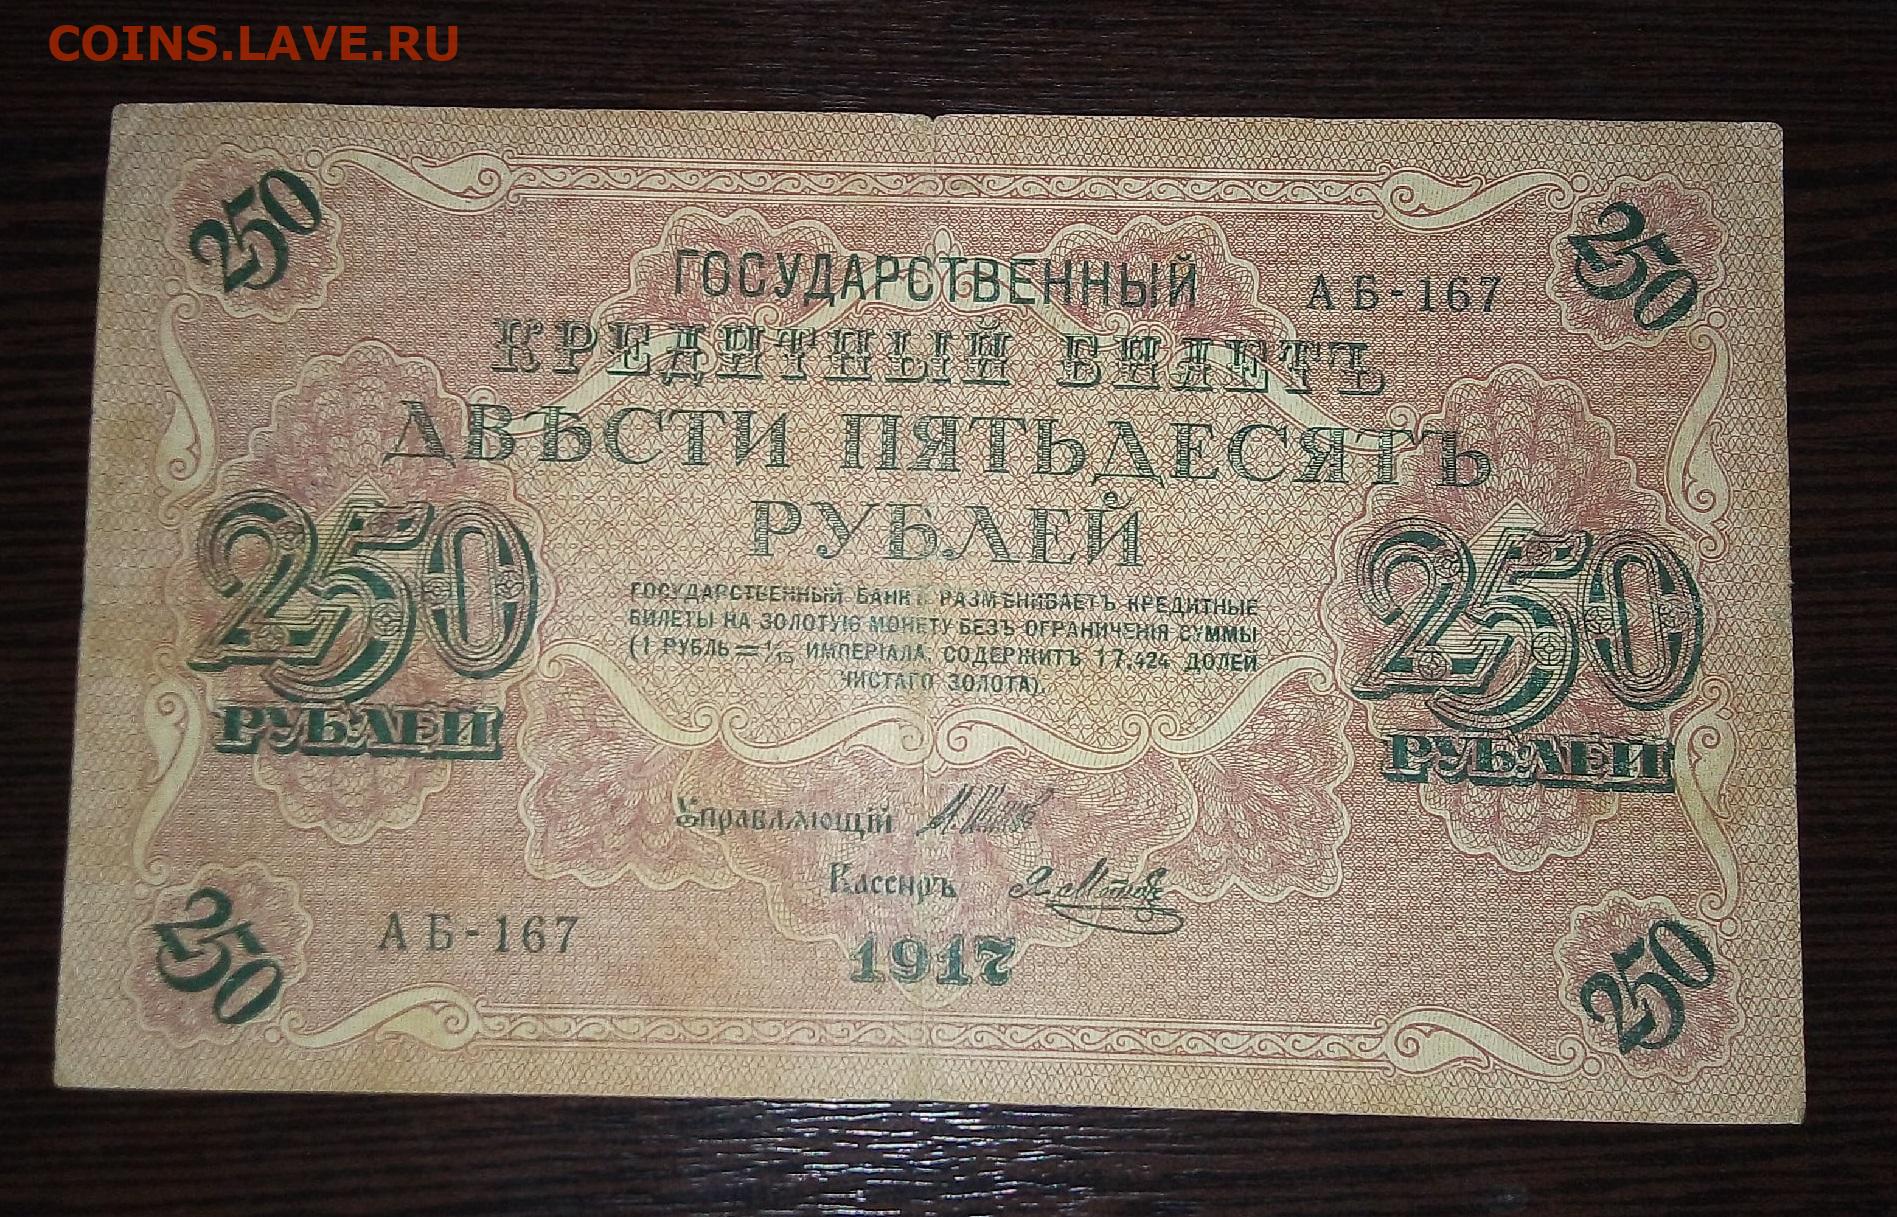 COINS.LAVE.RU
250
250
ГОСУДАРСТВЕННЫЙ
АБ-167
КРЕДИТНЫЙ БИЛЕТЪ
ДВѢСТИ ПЯТЬДЕСЯТЪ
РУБЛЕЙ
250
РУБЛЕЙ
250
РУБЛЕЙ
ГОСУДАРСТВЕННЫЙ БАНКЪ РАЗМѢНИВАЕТЪ КРЕДИТНЫЕ
БИЛЕТЫ НА ЗОЛОТУЮ МОНЕТУ БЕЗЪ ОГРАНИЧЕНІЯ СУММЫ
(1 РУБЛЬ = 1/15 ИМПЕРІАЛА, СОДЕРЖИТЪ 17,424 ДОЛЕЙ
ЧИСТАГО ЗОЛОТА).
Управляющій
Кассиръ
АБ-167
1917
250
250